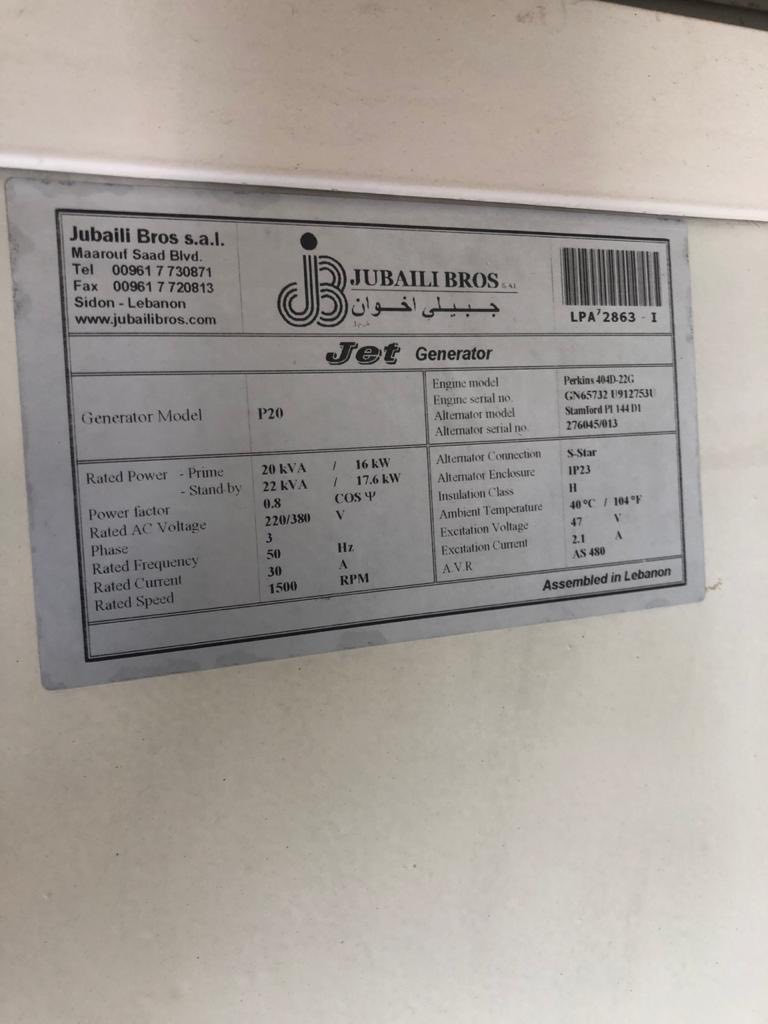 Jubaili Bros s.a.l.
Maarouf Saad Blvd.
Tel 00961 7 730871
Fax 00961 7 720813
Sidon - Lebanon
www.jubailibros.com
JUBAILI BROS S.A.L
جبيلي اخوان
LPA'2863 - I
Jet Generator
Generator Model P20
Engine model Perkins 404D-22G
Engine serial no. GN65732 U912753U
Alternator model Stamford PI 144 D1
Alternator serial no. 276045/013
Rated Power - Prime 20 kVA / 16 kW
- Stand by 22 kVA / 17.6 kW
Power factor 0.8 COS Ψ
Rated AC Voltage 220/380 V
Phase 3
Rated Frequency 50 Hz
Rated Current 30 A
Rated Speed 1500 RPM
Alternator Connection S-Star
Alternator Enclosure IP23
Insulation Class H
Ambient Temperature 40 °C / 104 °F
Excitation Voltage 47 V
Excitation Current 2.1 A
A.V.R AS 480
Assembled in Lebanon